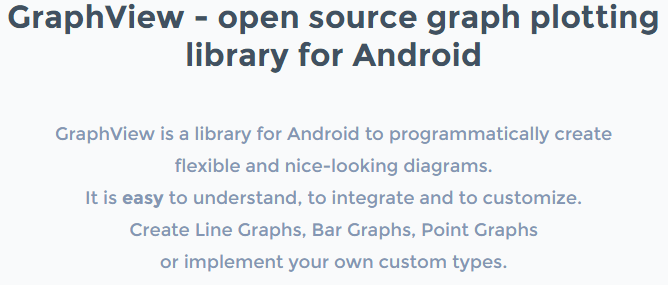 GraphView - open source graph plotting
library for Android
GraphView is a library for Android to programmatically create
flexible and nice-looking diagrams.
It is easy to understand, to integrate and to customize.
Create Line Graphs, Bar Graphs, Point Graphs
or implement your own custom types.